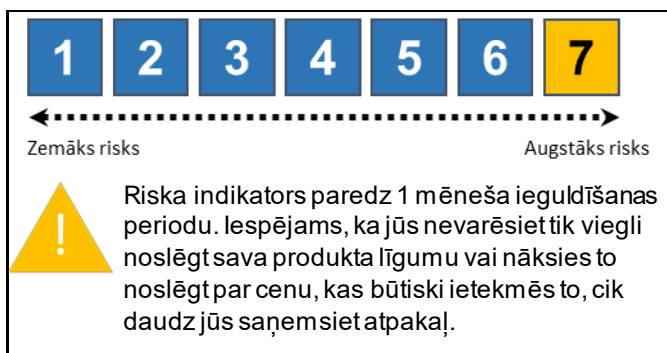 1 2 3 4 5 6 7
Zemāks risks Augstāks risks
!
Riska indikators paredz 1 mēneša ieguldīšanas
periodu. Iespējams, ka jūs nevarēsiet tik viegli
noslēgt sava produkta līgumu vai nāksies to
noslēgt par cenu, kas būtiski ietekmēs to, cik
daudz jūs saņemsiet atpakaļ.